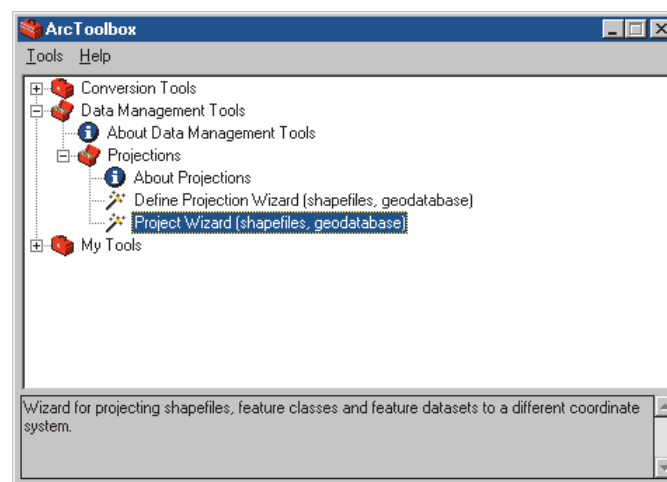 ArcToolbox
Tools Help
Conversion Tools
Data Management Tools
About Data Management Tools
Projections
About Projections
Define Projection Wizard (shapefiles, geodatabase)
Project Wizard (shapefiles, geodatabase)
My Tools
Wizard for projecting shapefiles, feature classes and feature datasets to a different coordinate
system.